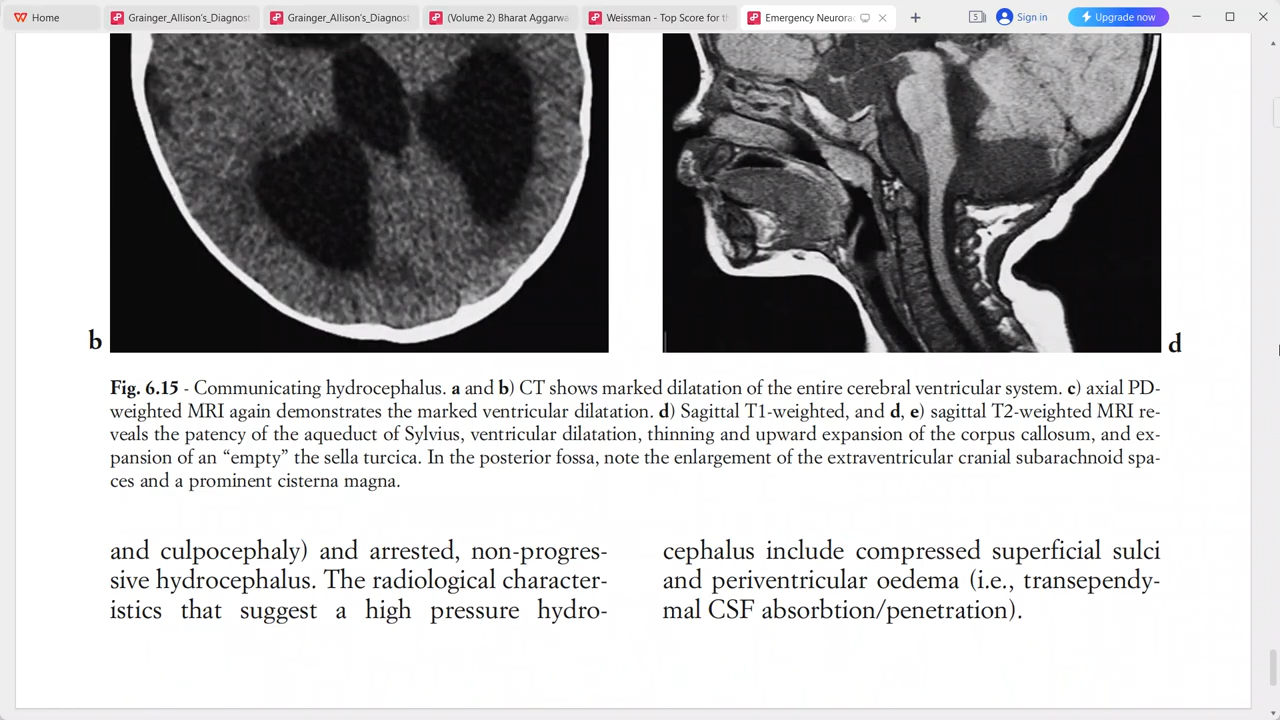 Home
Grainger_Allison's_Diagnost
Grainger_Allison's_Diagnost
(Volume 2) Bharat Aggarwa
Weissman - Top Score for th
Emergency Neurorad
5
Sign in
Upgrade now
b
d
Fig. 6.15 - Communicating hydrocephalus. a and b) CT shows marked dilatation of the entire cerebral ventricular system. c) axial PD-
weighted MRI again demonstrates the marked ventricular dilatation. d) Sagittal T1-weighted, and d, e) sagittal T2-weighted MRI re-
veals the patency of the aqueduct of Sylvius, ventricular dilatation, thinning and upward expansion of the corpus callosum, and ex-
pansion of an “empty” the sella turcica. In the posterior fossa, note the enlargement of the extraventricular cranial subarachnoid spa-
ces and a prominent cisterna magna.
and culpocephaly) and arrested, non-progres-
sive hydrocephalus. The radiological character-
istics that suggest a high pressure hydro-
cephalus include compressed superficial sulci
and periventricular oedema (i.e., transependy-
mal CSF absorbtion/penetration).